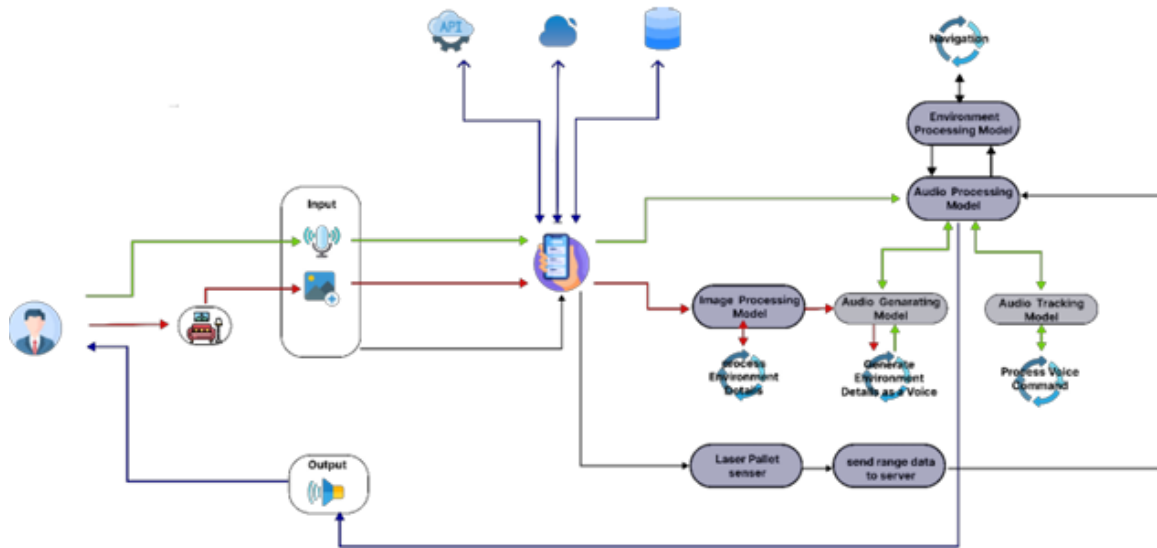 API
Navigation
Environment
Processing Model
Input
Audio Processing
Model
Image Processing
Model
Audio Genarating
Model
Audio Tracking
Model
process
Environment
Details
Generate
Environment
Details as a Voice
Process Voice
Command
Output
Laser Pallet
senser
send range data
to server